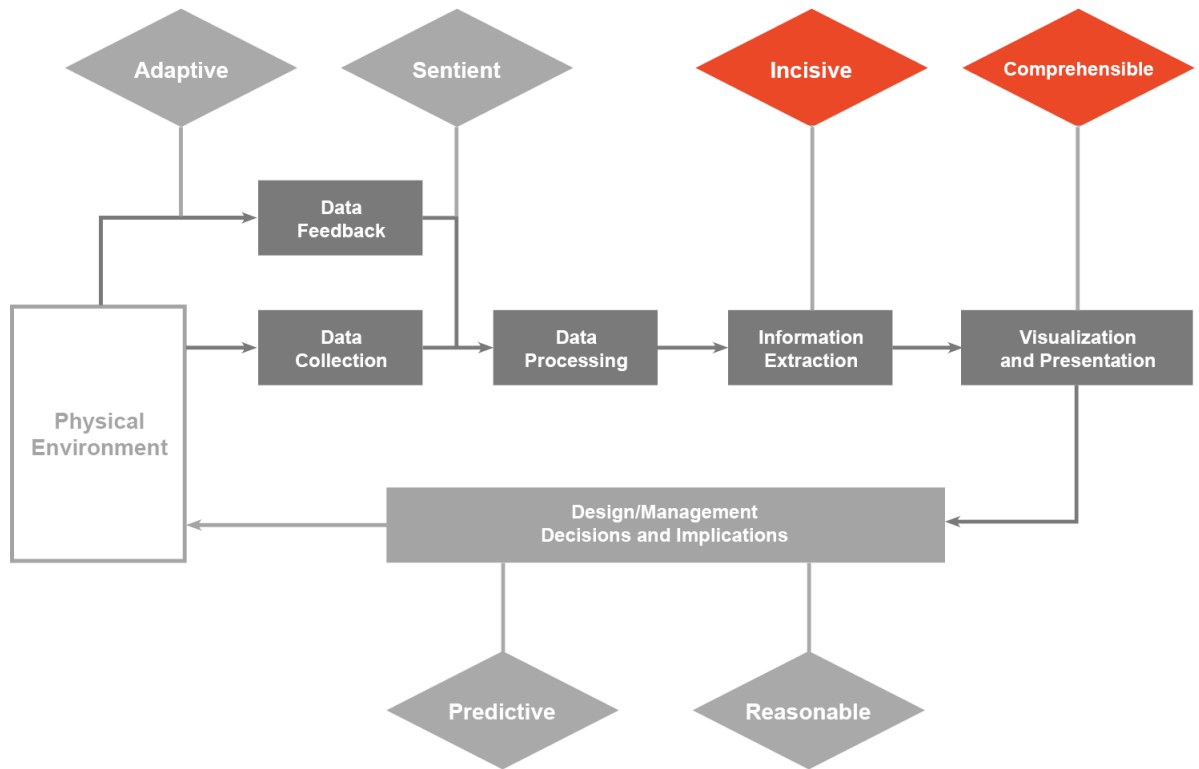 Adaptive
Sentient
Incisive
Comprehensible
Data
Feedback
Data
Collection
Data
Processing
Information
Extraction
Visualization
and Presentation
Physical
Environment
Design/Management
Decisions and Implications
Predictive
Reasonable